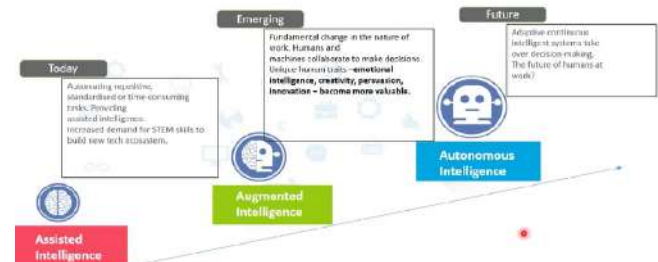 Today
Automating repetitive,
standardised or time-consuming
tasks. Providing
assisted intelligence.
Increased demand for STEM skills to
build new tech ecosystem.
Assisted
Intelligence
Emerging
Fundamental change in the nature of
work. Humans and
machines collaborate to make decisions
Unique human traits – emotional
intelligence, creativity, persuasion,
innovation – become more valuable.
Augmented
Intelligence
Future
Adaptive continuous
intelligent systems take
over decision-making.
The future of humans at
work?
Autonomous
Intelligence